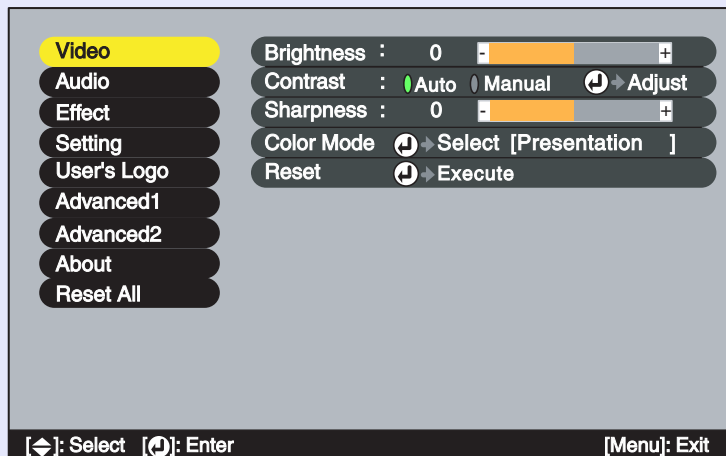 Video
Audio
Effect
Setting
User's Logo
Advanced1
Advanced2
About
Reset All
Brightness : 0 - +
Contrast : Auto Manual Adjust
Sharpness : 0 - +
Color Mode Select [Presentation ]
Reset Execute
[ ]: Select [ ]: Enter [Menu]: Exit